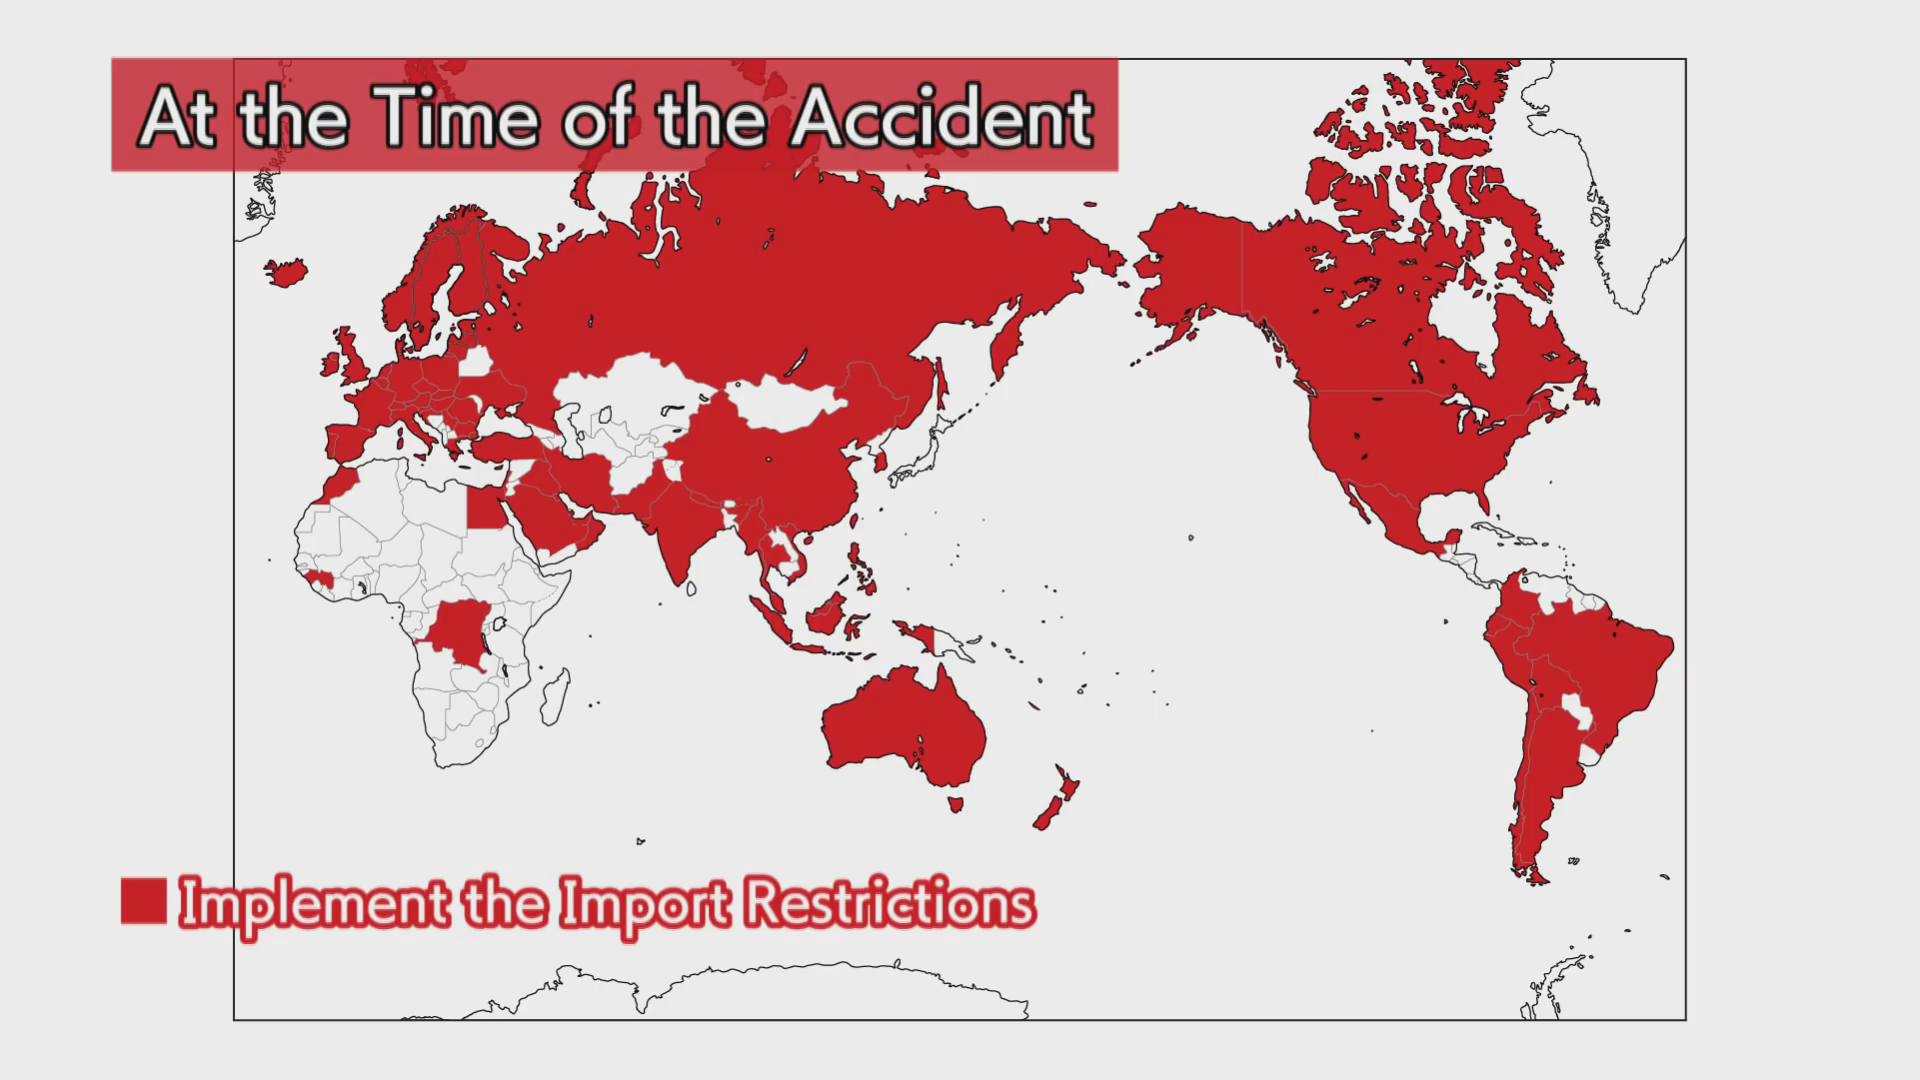 At the Time of the Accident
Implement the Import Restrictions